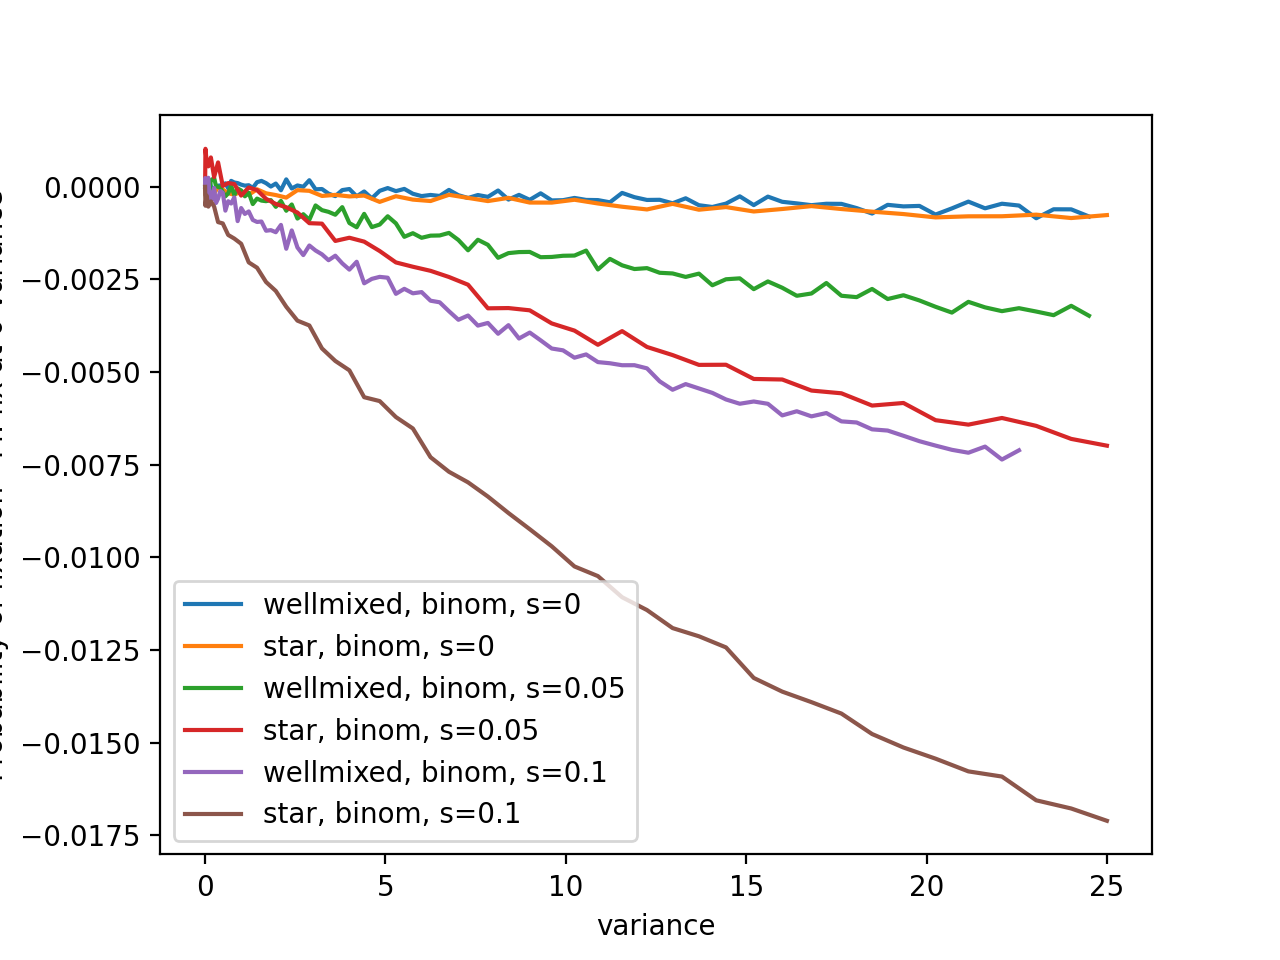 0.0000
−0.0025
−0.0050
−0.0075
−0.0100
−0.0125
−0.0150
−0.0175
wellmixed, binom, s=0
star, binom, s=0
wellmixed, binom, s=0.05
star, binom, s=0.05
wellmixed, binom, s=0.1
star, binom, s=0.1
0 5 10 15 20 25
variance